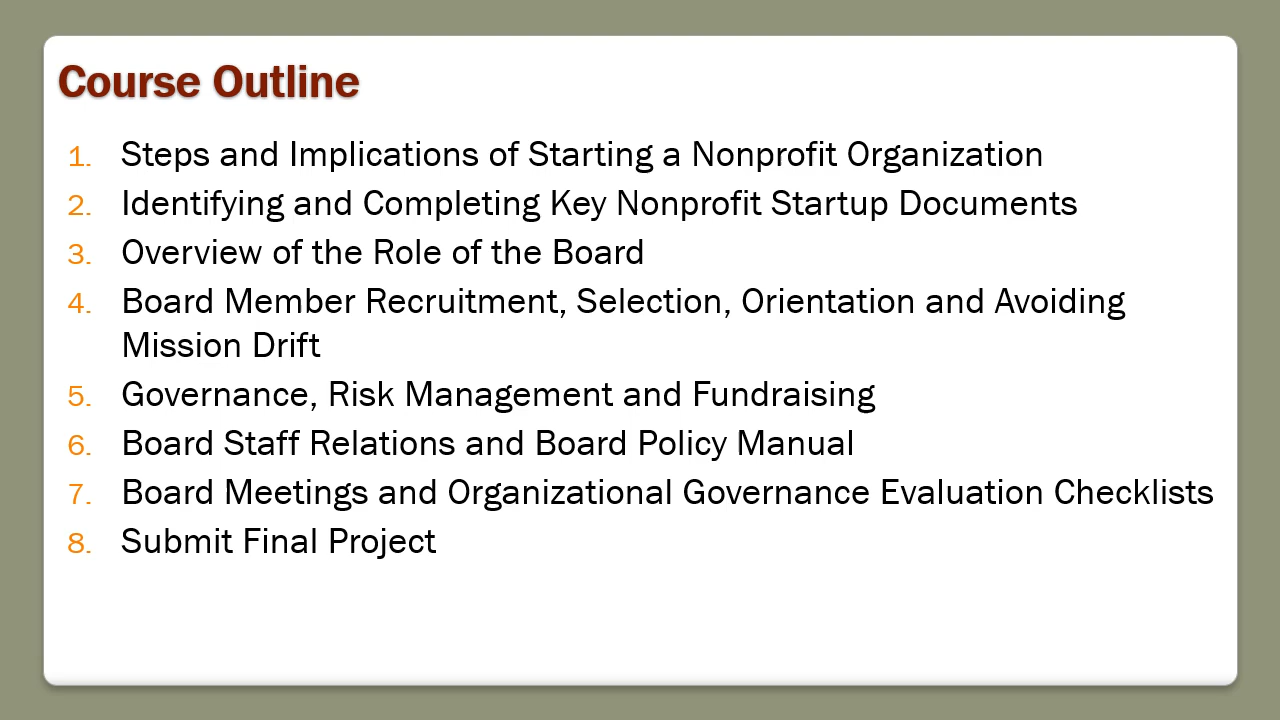 Course Outline
1. Steps and Implications of Starting a Nonprofit Organization
2. Identifying and Completing Key Nonprofit Startup Documents
3. Overview of the Role of the Board
4. Board Member Recruitment, Selection, Orientation and Avoiding
Mission Drift
5. Governance, Risk Management and Fundraising
6. Board Staff Relations and Board Policy Manual
7. Board Meetings and Organizational Governance Evaluation Checklists
8. Submit Final Project